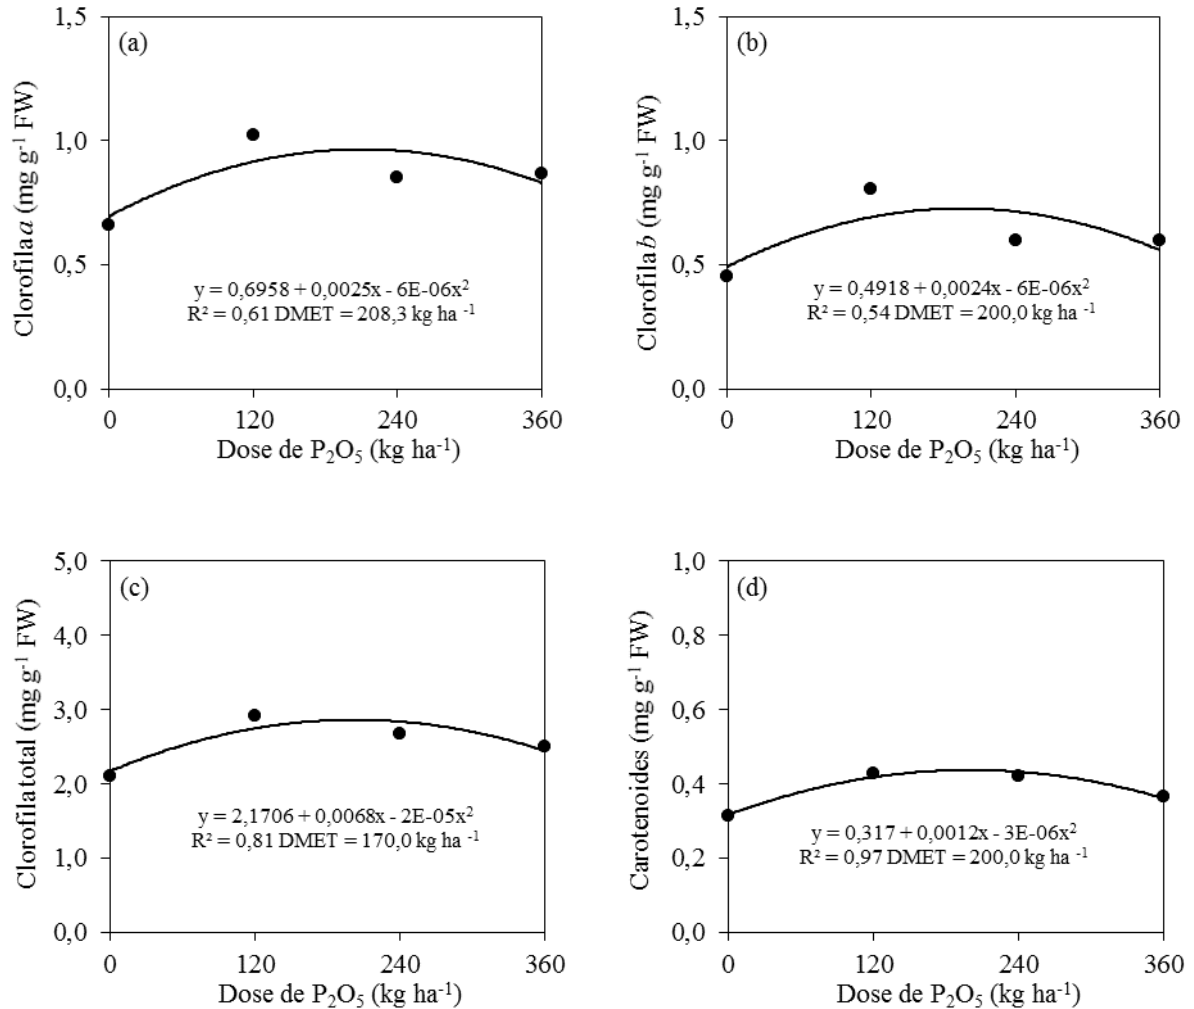 (a)
Clorofila a (mg g⁻¹ FW)
1,5
1,0
0,5
0,0
y = 0,6958 + 0,0025x - 6E-06x²
R² = 0,61 DMET = 208,3 kg ha ⁻¹
0 120 240 360
Dose de P₂O₅ (kg ha⁻¹)
(b)
Clorofila b (mg g⁻¹ FW)
1,5
1,0
0,5
0,0
y = 0,4918 + 0,0024x - 6E-06x²
R² = 0,54 DMET = 200,0 kg ha ⁻¹
0 120 240 360
Dose de P₂O₅ (kg ha⁻¹)
(c)
Clorofila total (mg g⁻¹ FW)
5,0
4,0
3,0
2,0
1,0
0,0
y = 2,1706 + 0,0068x - 2E-05x²
R² = 0,81 DMET = 170,0 kg ha ⁻¹
0 120 240 360
Dose de P₂O₅ (kg ha⁻¹)
(d)
Carotenoides (mg g⁻¹ FW)
1,0
0,8
0,6
0,4
0,2
0,0
y = 0,317 + 0,0012x - 3E-06x²
R² = 0,97 DMET = 200,0 kg ha ⁻¹
0 120 240 360
Dose de P₂O₅ (kg ha⁻¹)